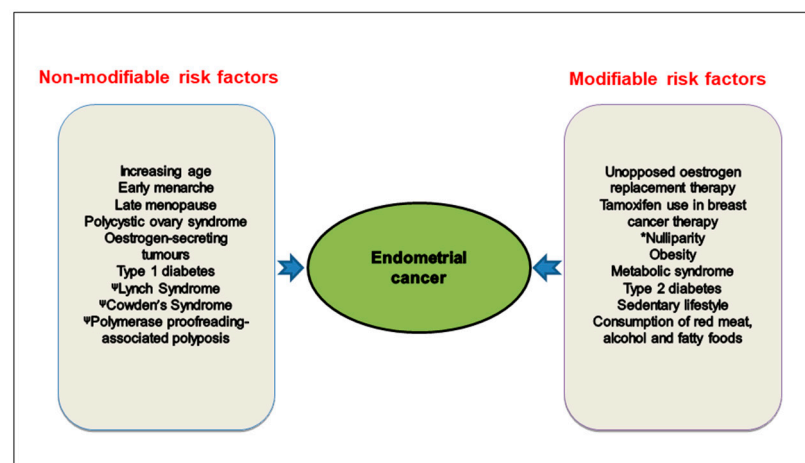 Non-modifiable risk factors
Increasing age
Early menarche
Late menopause
Polycystic ovary syndrome
Oestrogen-secreting
tumours
Type 1 diabetes
ΨLynch Syndrome
ΨCowden's Syndrome
ΨPolymerase proofreading-
associated polyposis
Endometrial
cancer
Modifiable risk factors
Unopposed oestrogen
replacement therapy
Tamoxifen use in breast
cancer therapy
*Nulliparity
Obesity
Metabolic syndrome
Type 2 diabetes
Sedentary lifestyle
Consumption of red meat,
alcohol and fatty foods